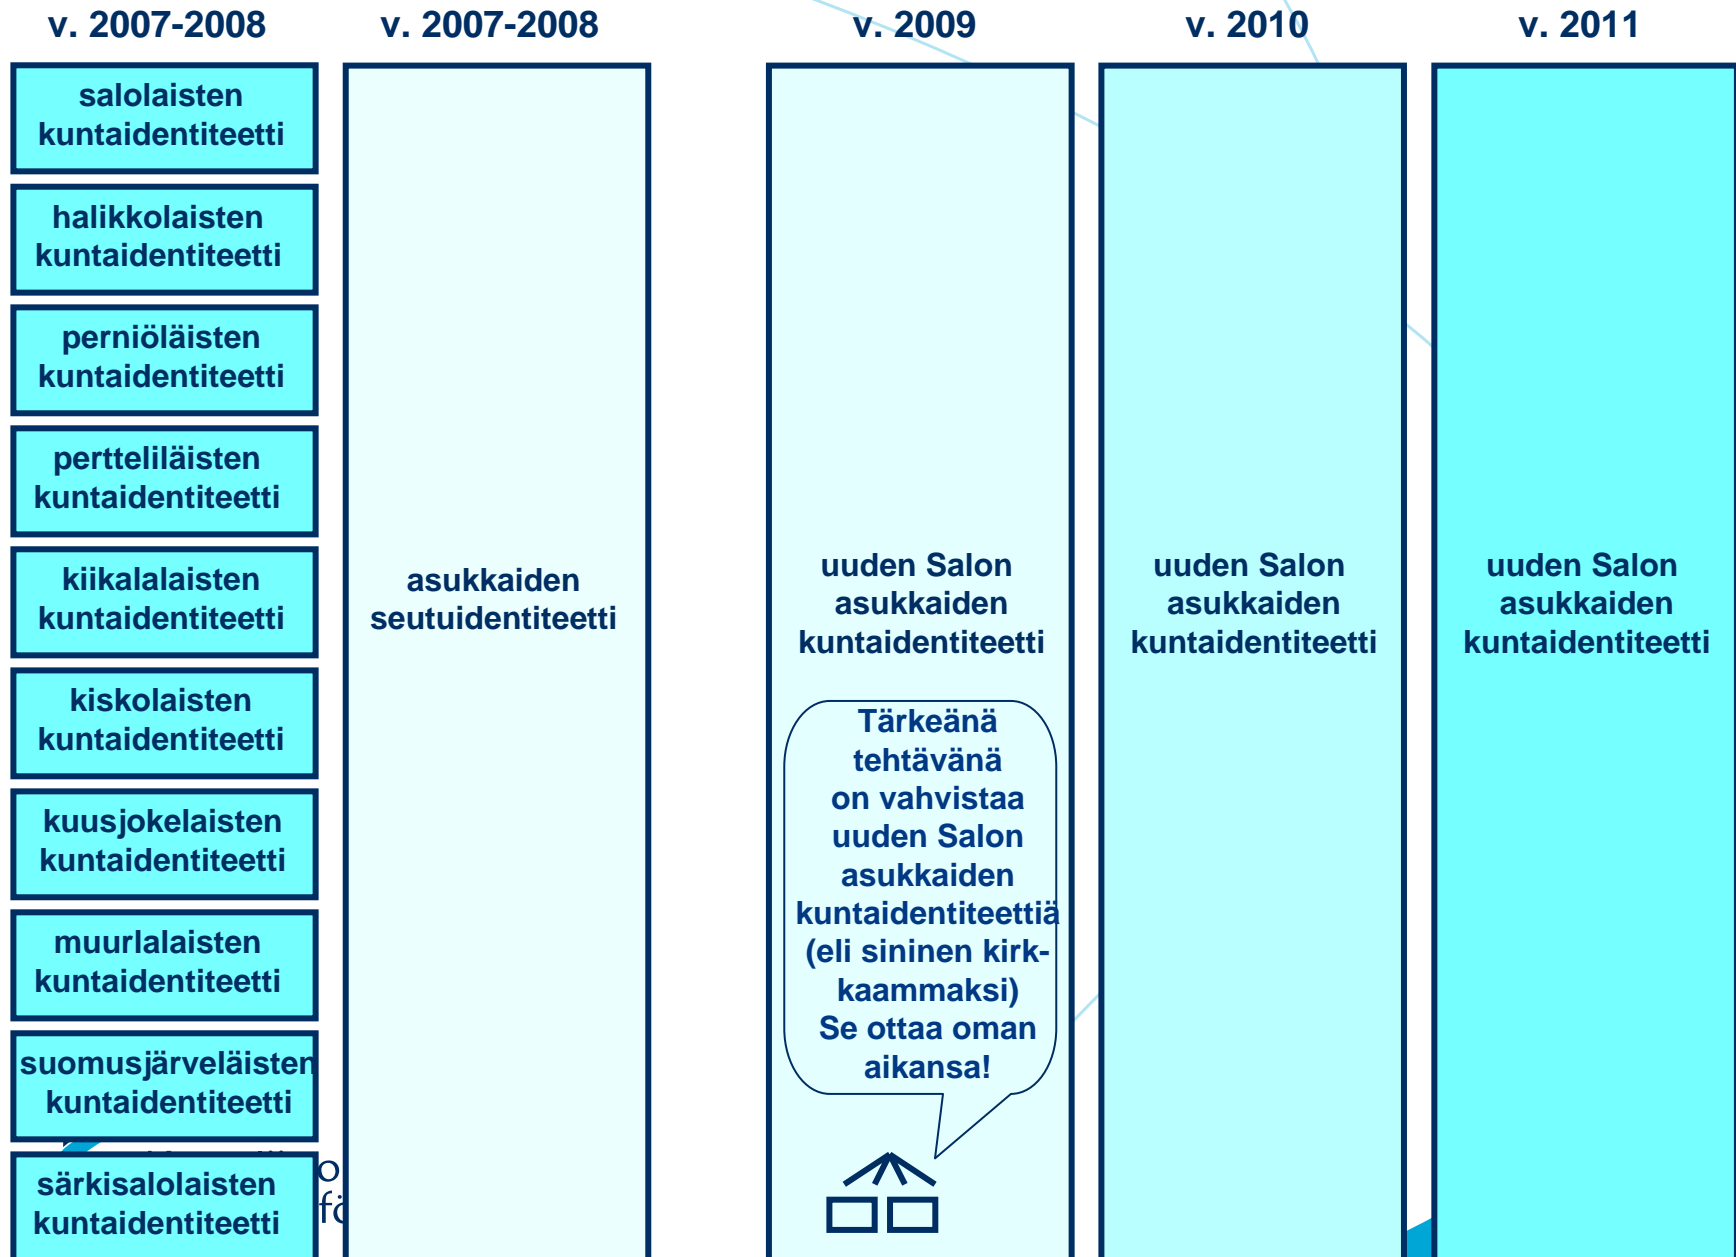 v. 2007-2008
v. 2007-2008
v. 2009
v. 2010
v. 2011
salolaisten
kuntaidentiteetti
halikkolaisten
kuntaidentiteetti
perniöläisten
kuntaidentiteetti
pertteliläisten
kuntaidentiteetti
kiikalalaisten
kuntaidentiteetti
kiskolaisten
kuntaidentiteetti
kuusjokelaisten
kuntaidentiteetti
muurlalaisten
kuntaidentiteetti
suomusjärveläisten
kuntaidentiteetti
särkisalolaisten
kuntaidentiteetti
asukkaiden
seutuidentiteetti
uuden Salon
asukkaiden
kuntaidentiteetti
Tärkeänä
tehtävänä
on vahvistaa
uuden Salon
asukkaiden
kuntaidentiteettiä
(eli sininen kirk-
kaammaksi)
Se ottaa oman
aikansa!
uuden Salon
asukkaiden
kuntaidentiteetti
uuden Salon
asukkaiden
kuntaidentiteetti